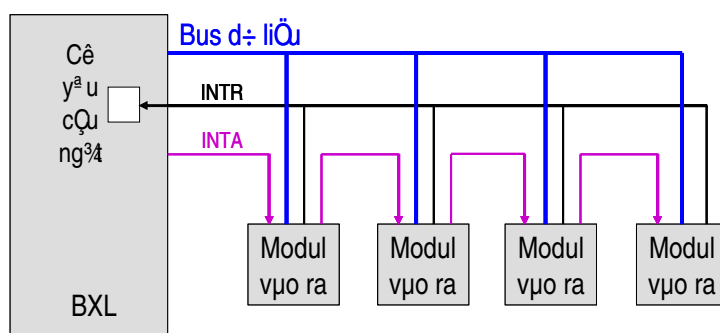 Bus d÷ liÖu
Cê
yªu
cÇu
ng¾t
INTR
INTA
Modul
vµo ra
Modul
vµo ra
Modul
vµo ra
Modul
vµo ra
BXL